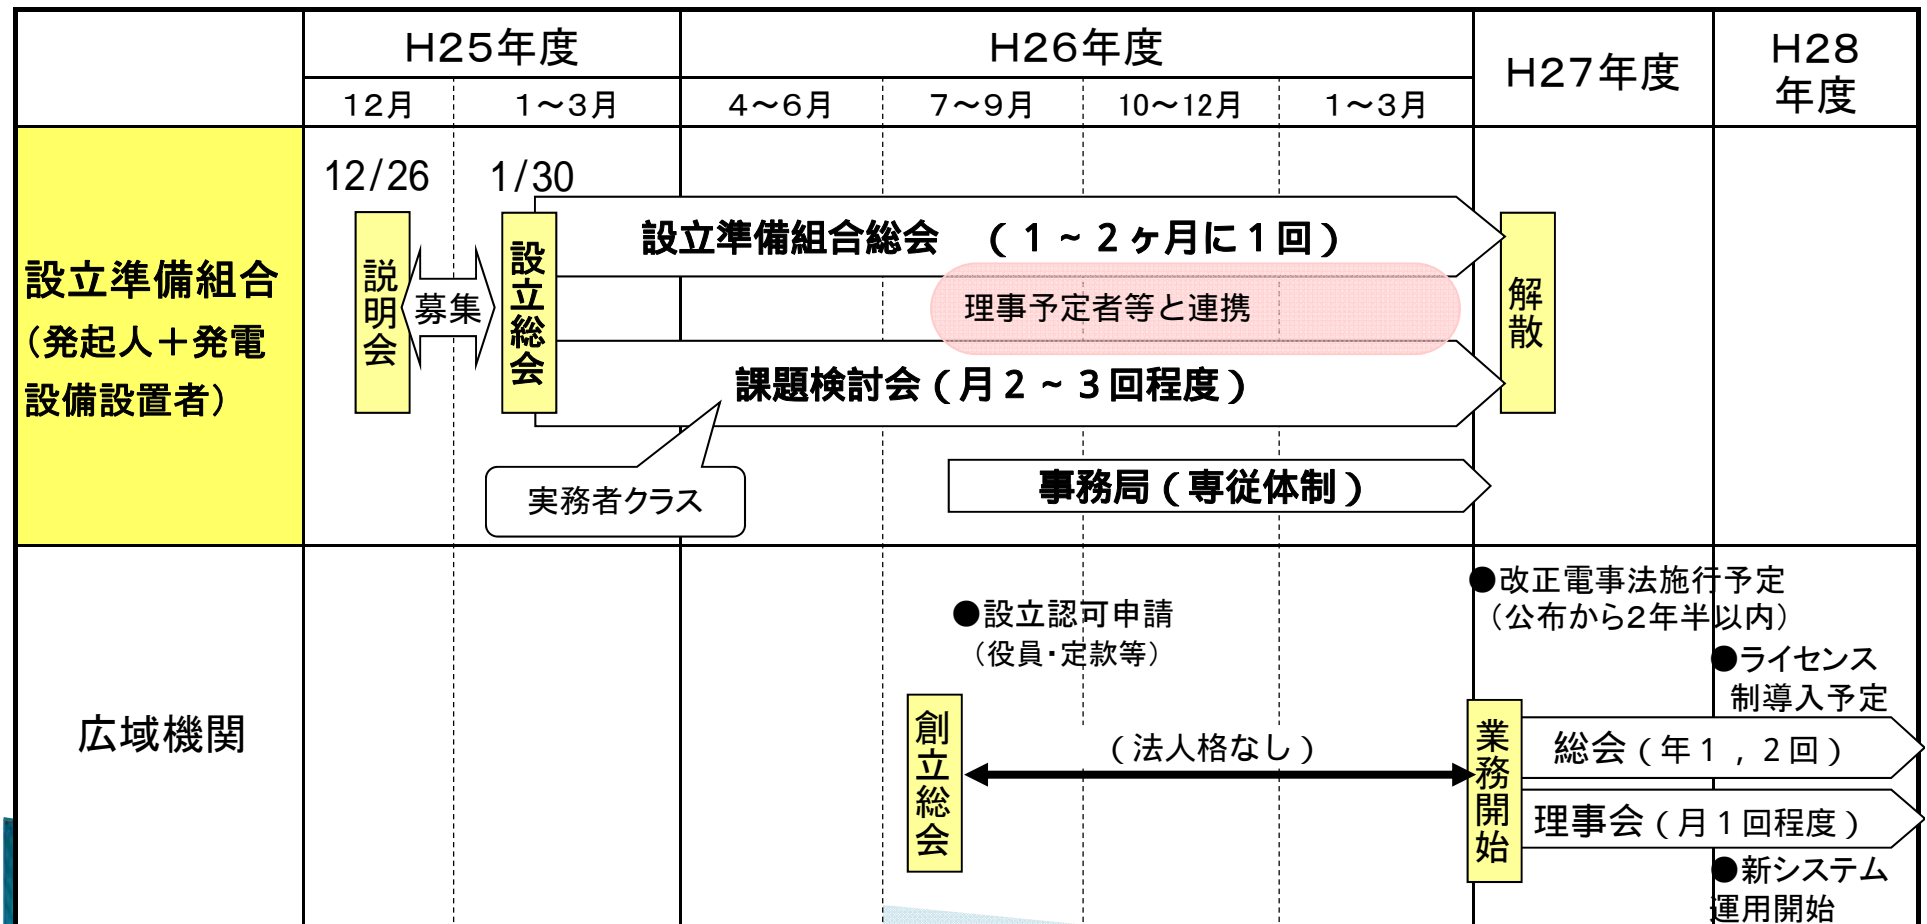 H25年度
H26年度
H27年度
H28
年度
12月
1～3月
4～6月
7～9月
10～12月
1～3月
設立準備組合
（発起人＋発電
設備設置者）
12/26
1/30
説明会
募集
設立総会
設立準備組合総会　（１~２ヶ月に１回）
理事予定者等と連携
課題検討会（月２~３回程度）
実務者クラス
事務局（専従体制）
解散
広域機関
●設立認可申請
（役員・定款等）
創立総会
（法人格なし）
●改正電事法施行予定
（公布から2年半以内）
●ライセンス
制導入予定
業務開始
総会（年１，２回）
理事会（月１回程度）
●新システム
運用開始